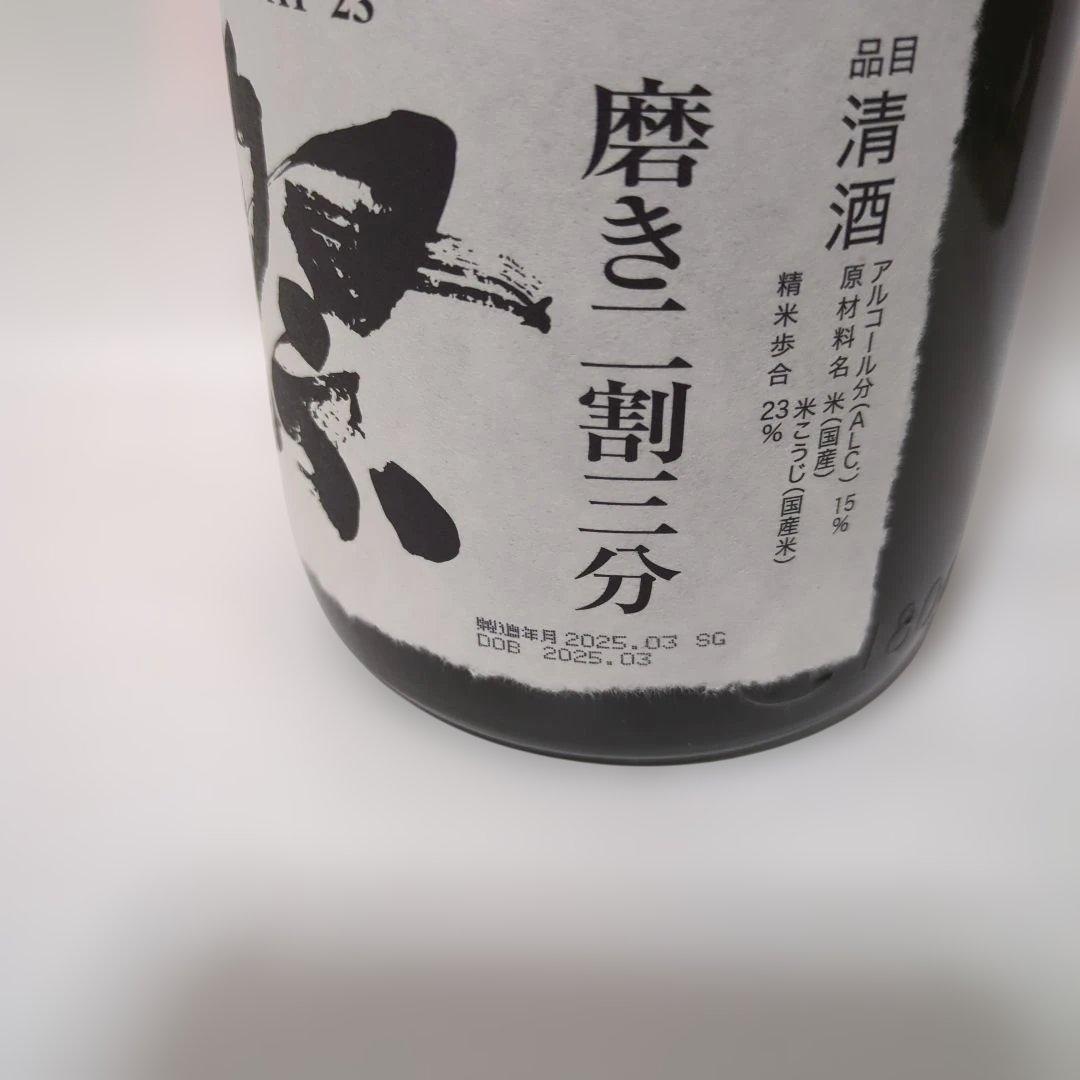 23
磨き二割三分
品目
清酒
アルコール分(ALC.) 15%
原材料名 米(国産)
米こうじ(国産米)
精米歩合 23%
製造年月 2025.03 SG
DOB 2025.03